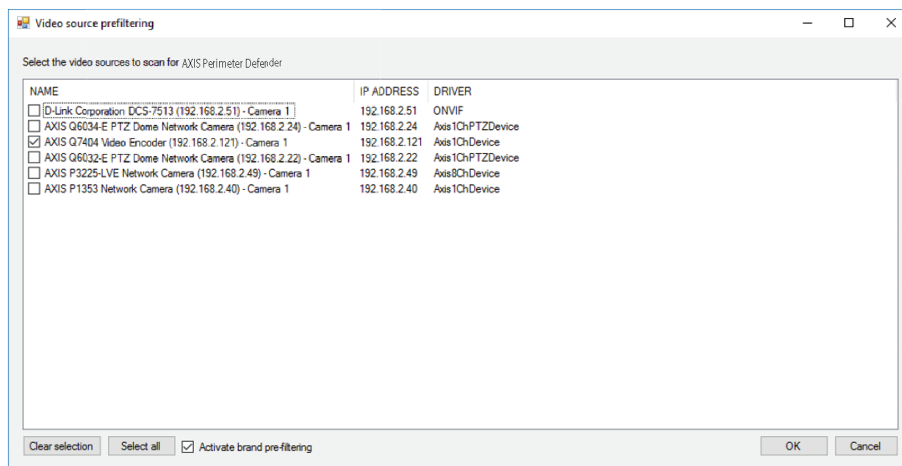 Video source prefiltering
Select the video sources to scan for AXIS Perimeter Defender
NAME IP ADDRESS DRIVER
D-Link Corporation DCS-7513 (192.168.2.51) - Camera 1 192.168.2.51 ONVIF
AXIS Q6034-E PTZ Dome Network Camera (192.168.2.24) - Camera 1 192.168.2.24 Axis1ChPTZDevice
AXIS Q7404 Video Encoder (192.168.2.121) - Camera 1 192.168.2.121 Axis1ChDevice
AXIS Q6032-E PTZ Dome Network Camera (192.168.2.22) - Camera 1 192.168.2.22 Axis1ChPTZDevice
AXIS P3225-LVE Network Camera (192.168.2.49) - Camera 1 192.168.2.49 Axis8ChDevice
AXIS P1353 Network Camera (192.168.2.40) - Camera 1 192.168.2.40 Axis1ChDevice
Clear selection Select all Activate brand pre-filtering OK Cancel